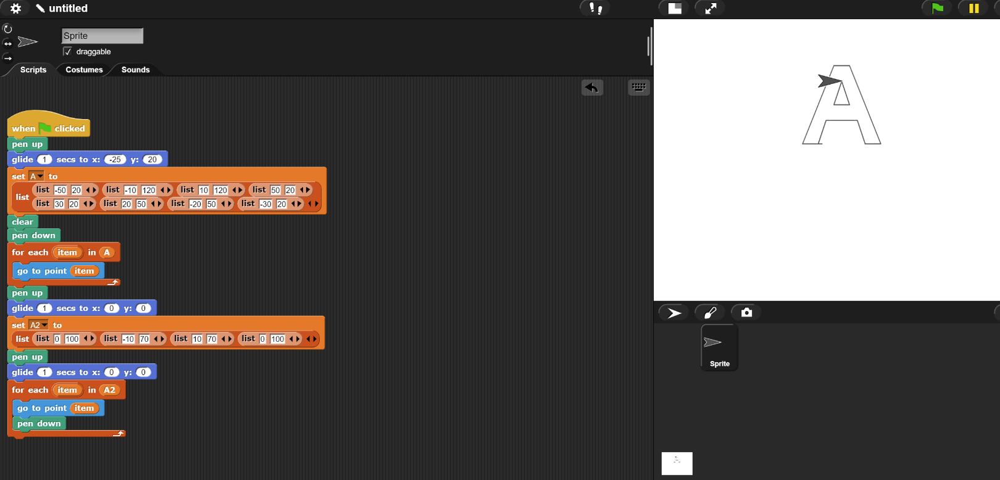 untitled
Sprite
draggable
Scripts Costumes Sounds
when clicked
pen up
glide 1 secs to x: -25 y: 20
set A to
list list -50 20 list -10 120 list 10 120 list 50 20
list 30 20 list 20 50 list -20 50 list -30 20
clear
pen down
for each item in A
go to point item
pen up
glide 1 secs to x: 0 y: 0
set A2 to
list list 0 100 list -10 70 list 10 70 list 0 100
pen up
glide 1 secs to x: 0 y: 0
for each item in A2
go to point item
pen down
A
Sprite